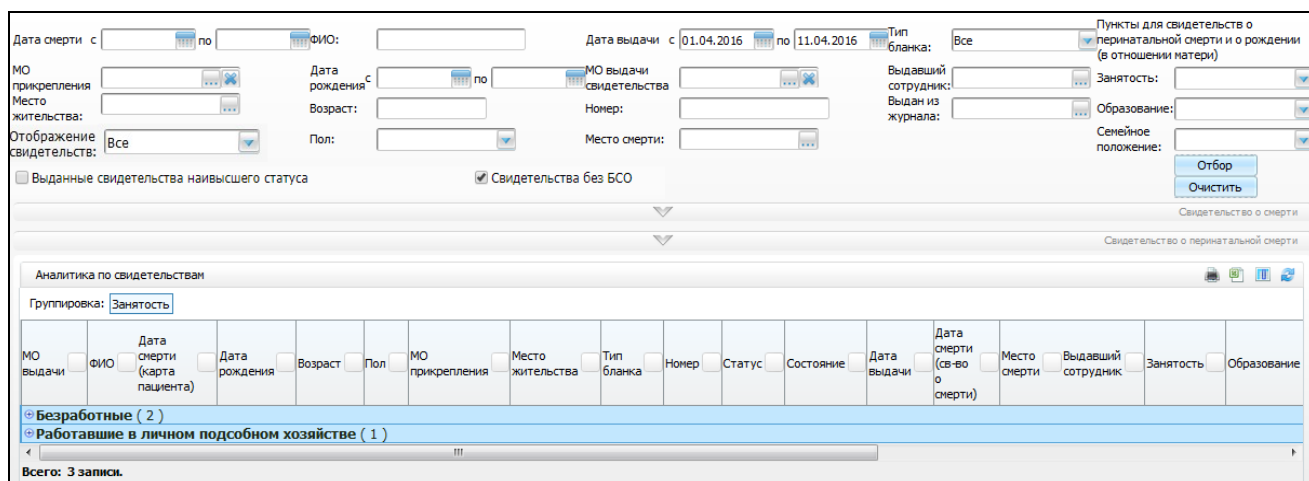 Дата смерти с по ФИО: Дата выдачи с 01.04.2016 по 11.04.2016 Тип бланка: Все Пункты для свидетельств о перинатальной смерти и о рождении (в отношении матери)
МО прикрепления ... Дата рождения с по МО выдачи свидетельства ... Выдавший сотрудник: ... Занятость:
Место жительства: ... Возраст: Номер: Выдан из журнала: ... Образование:
Отображение свидетельств: Все Пол: Место смерти: ... Семейное положение:
Отбор
Выданные свидетельства наивысшего статуса Свидетельства без БСО Очистить
Свидетельство о смерти
Свидетельство о перинатальной смерти
Аналитика по свидетельствам
Группировка: Занятость
МО выдачи ФИО Дата смерти (карта пациента) Дата рождения Возраст Пол МО прикрепления Место жительства Тип бланка Номер Статус Состояние Дата выдачи Дата смерти (св-во о смерти) Место смерти Выдавший сотрудник Занятость Образование
Безработные ( 2 )
Работавшие в личном подсобном хозяйстве ( 1 )
Всего: 3 записи.